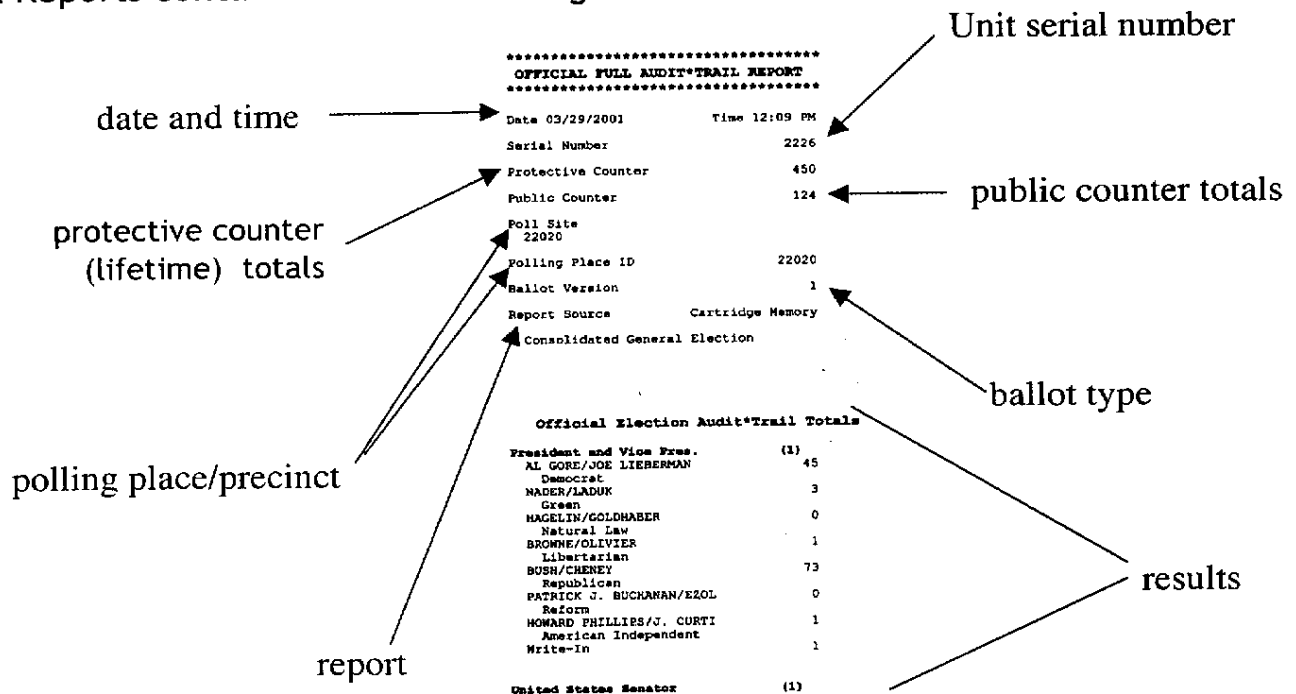 Reports
Unit serial number
************************************
OFFICIAL FULL AUDIT*TRAIL REPORT
************************************
date and time
Date 03/29/2001 Time 12:09 PM
Serial Number 2226
Protective Counter 450
Public Counter 124
public counter totals
protective counter
(lifetime) totals
Poll Site
22020
Polling Place ID 22020
Ballot Version 1
Report Source Cartridge Memory
Consolidated General Election
ballot type
polling place/precinct
Official Election Audit*Trail Totals
President and Vice Pres. (1)
AL GORE/JOE LIEBERMAN 45
Democrat
NADER/LADUK 3
Green
HAGELIN/GOLDHABER 0
Natural Law
BROWNE/OLIVIER 1
Libertarian
BUSH/CHENEY 73
Republican
PATRICK J. BUCHANAN/EZOL 0
Reform
HOWARD PHILLIPS/J. CURTI 1
American Independent
Write-In 1
results
report
United States Senator (1)